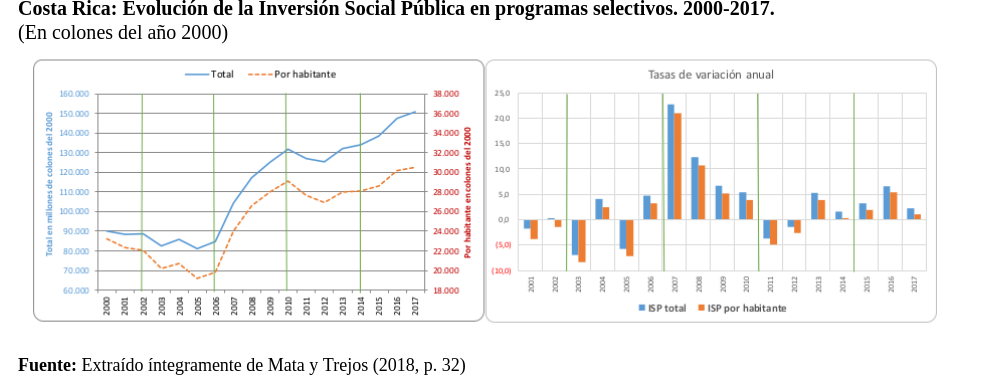 Costa Rica: Evolución de la Inversión Social Pública en programas selectivos. 2000-2017.
(En colones del año 2000)
Total
Por habitante
160.000
150.000
140.000
130.000
120.000
110.000
100.000
90.000
80.000
70.000
60.000
Total en millones de colones del 2000
38.000
36.000
34.000
32.000
30.000
28.000
26.000
24.000
22.000
20.000
18.000
Por habitante en colones del 2000
2000 2001 2002 2003 2004 2005 2006 2007 2008 2009 2010 2011 2012 2013 2014 2015 2016 2017
Tasas de variación anual
25,0
20,0
15,0
10,0
5,0
0,0
(5,0)
(10,0)
2001 2002 2003 2004 2005 2006 2007 2008 2009 2010 2011 2012 2013 2014 2015 2016 2017
ISP total
ISP por habitante
Fuente: Extraído íntegramente de Mata y Trejos (2018, p. 32)